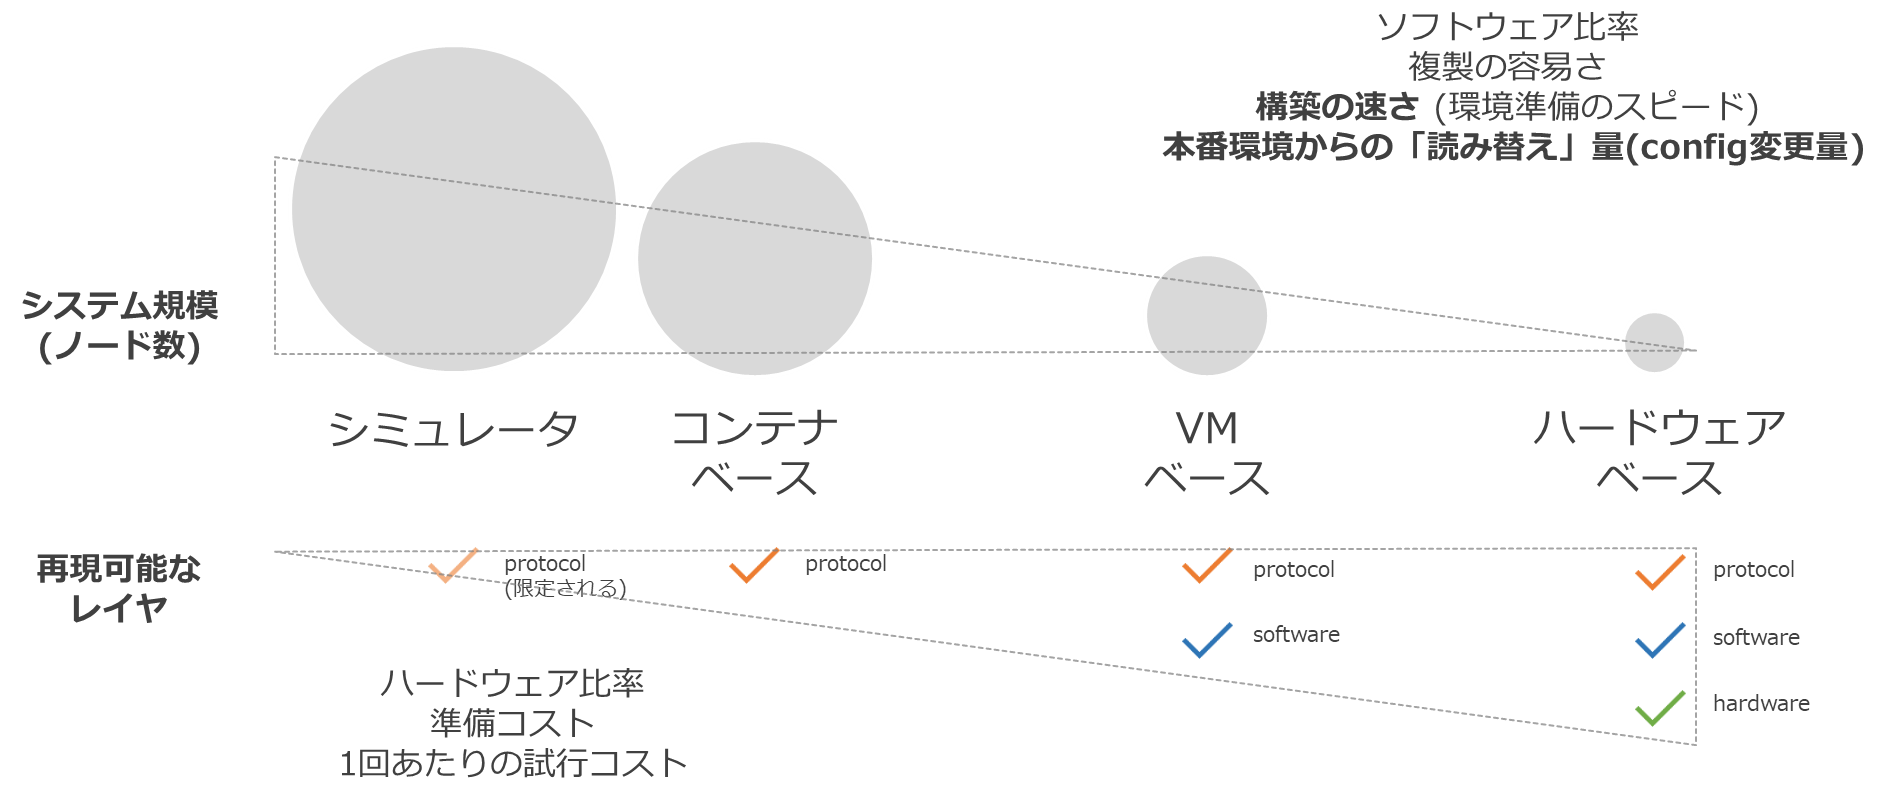 ソフトウェア比率
複製の容易さ
構築の速さ (環境準備のスピード)
本番環境からの「読み替え」量(config変更量)
システム規模
(ノード数)
シミュレータ
コンテナ
ベース
VM
ベース
ハードウェア
ベース
再現可能な
レイヤ
protocol
(限定される)
protocol
protocol
software
protocol
software
hardware
ハードウェア比率
準備コスト
1回あたりの試行コスト